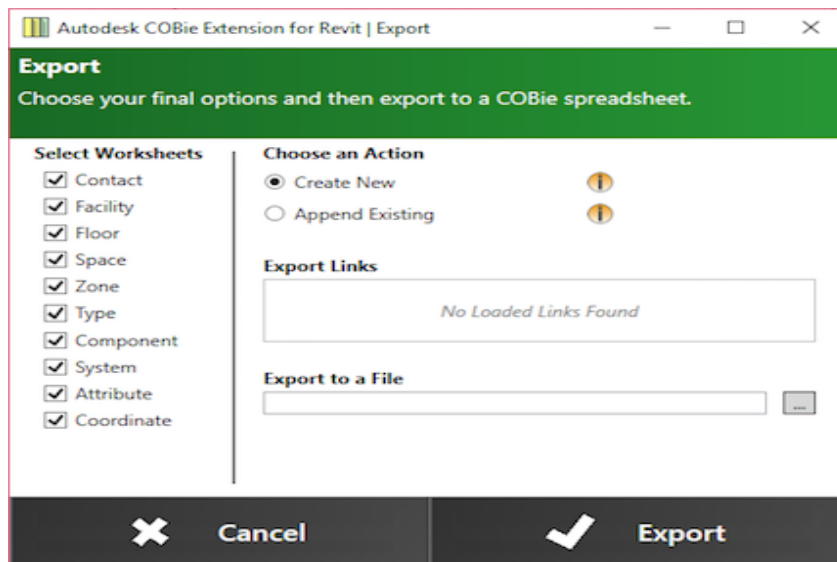 Autodesk COBie Extension for Revit | Export
Export
Choose your final options and then export to a COBie spreadsheet.
Select Worksheets
Contact
Facility
Floor
Space
Zone
Type
Component
System
Attribute
Coordinate
Choose an Action
Create New
Append Existing
Export Links
No Loaded Links Found
Export to a File
...
Cancel
Export